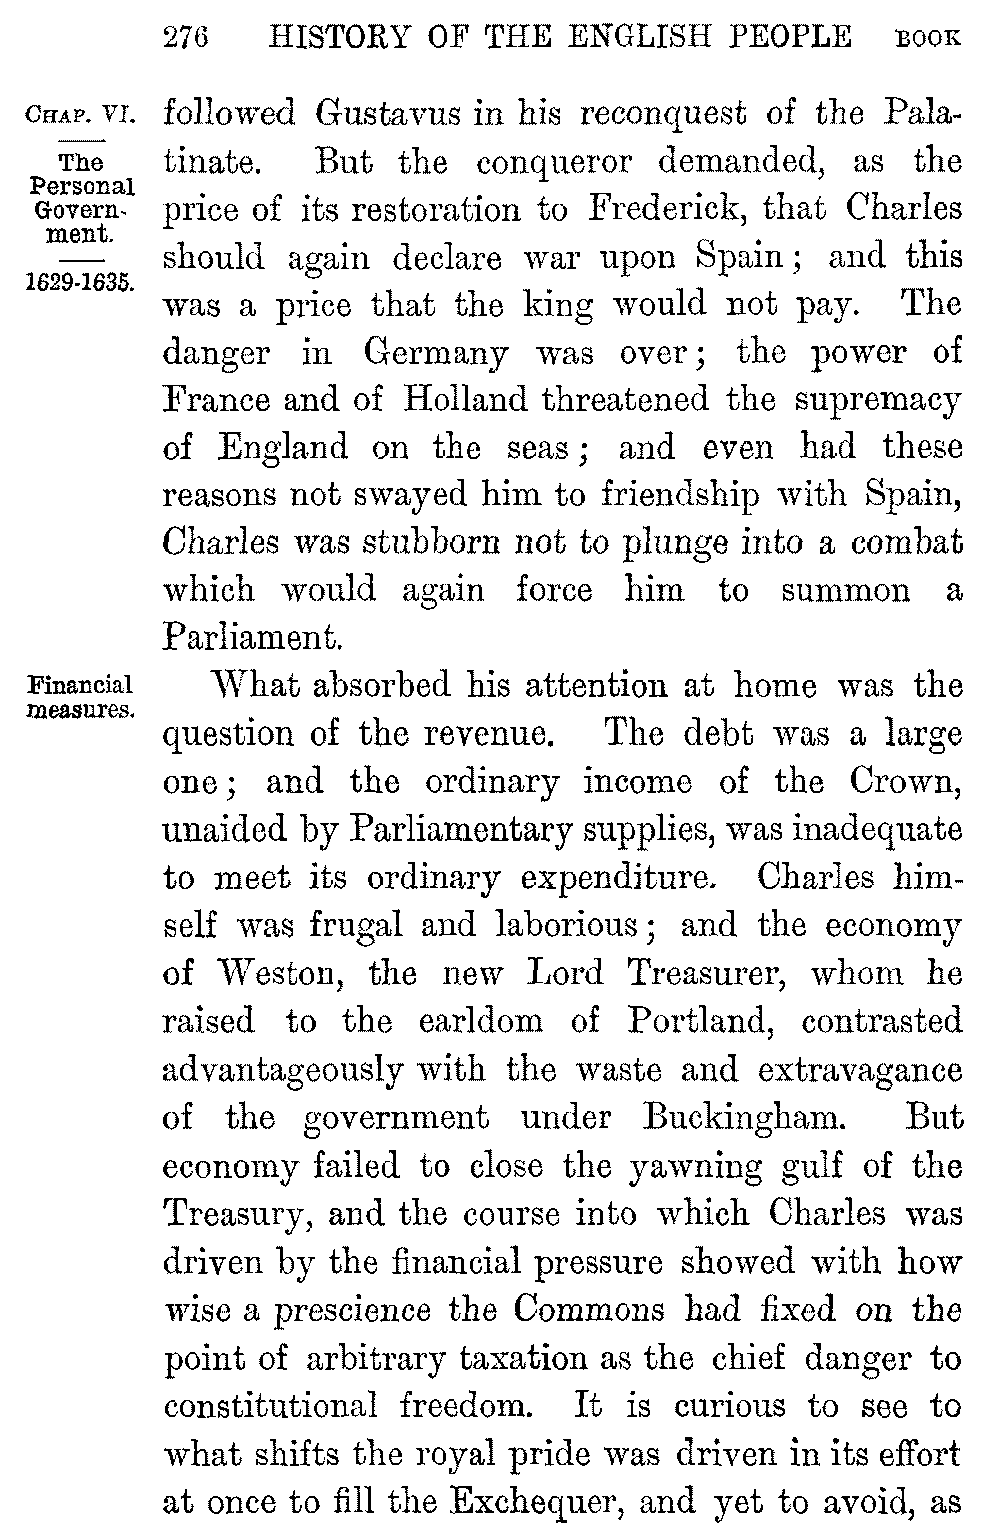 276 HISTORY OF THE ENGLISH PEOPLE BOOK
CHAP. VI.
The
Personal
Govern-
ment.
1629-1635.
followed Gustavus in his reconquest of the Pala-
tinate. But the conqueror demanded, as the
price of its restoration to Frederick, that Charles
should again declare war upon Spain; and this
was a price that the king would not pay. The
danger in Germany was over; the power of
France and of Holland threatened the supremacy
of England on the seas; and even had these
reasons not swayed him to friendship with Spain,
Charles was stubborn not to plunge into a combat
which would again force him to summon a
Parliament.
Financial
measures.
What absorbed his attention at home was the
question of the revenue. The debt was a large
one; and the ordinary income of the Crown,
unaided by Parliamentary supplies, was inadequate
to meet its ordinary expenditure. Charles him-
self was frugal and laborious; and the economy
of Weston, the new Lord Treasurer, whom he
raised to the earldom of Portland, contrasted
advantageously with the waste and extravagance
of the government under Buckingham. But
economy failed to close the yawning gulf of the
Treasury, and the course into which Charles was
driven by the financial pressure showed with how
wise a prescience the Commons had fixed on the
point of arbitrary taxation as the chief danger to
constitutional freedom. It is curious to see to
what shifts the royal pride was driven in its effort
at once to fill the Exchequer, and yet to avoid, as